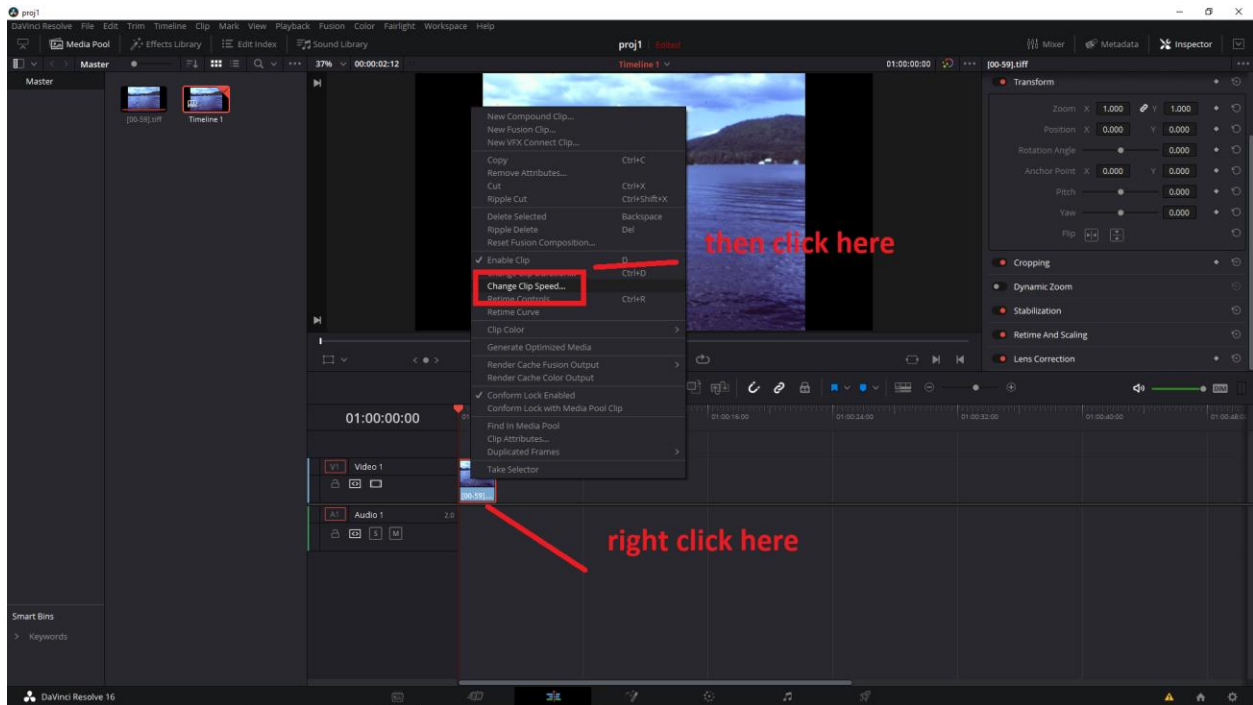 proj1
DaVinci Resolve File Edit Trim Timeline Clip Mark View Playback Fusion Color Fairlight Workspace Help
Media Pool Effects Library Edit Index Sound Library proj1 Edited Mixer Metadata Inspector
Master 37% 00:00:02:12 Timeline 1 01:00:00:00 [00-59].tiff
Master
[00-59].tiff Timeline 1
Transform
Zoom X 1.000 Y 1.000
Position X 0.000 Y 0.000
Rotation Angle 0.000
Anchor Point X 0.000 Y 0.000
Pitch 0.000
Yaw 0.000
Flip
Cropping
Dynamic Zoom
Stabilization
Retime And Scaling
Lens Correction
New Compound Clip...
New Fusion Clip...
New VFX Connect Clip...
Copy Ctrl+C
Remove Attributes...
Cut Ctrl+X
Ripple Cut Ctrl+Shift+X
Delete Selected Backspace
Ripple Delete Del
Reset Fusion Composition...
Enable Clip D
Change Clip Duration... Ctrl+D
Change Clip Speed...
Retime Controls Ctrl+R
Retime Curve
Clip Color
Generate Optimized Media
Render Cache Fusion Output
Render Cache Color Output
Conform Lock Enabled
Conform Lock with Media Pool Clip
Find In Media Pool
Clip Attributes...
Duplicated Frames
Take Selector
then click here
right click here
DIM
01:00:00:00 01:00:16:00 01:00:24:00 01:00:32:00 01:00:40:00
V1 Video 1
[00-59]....
A1 Audio 1 2.0
S M
Smart Bins
Keywords
DaVinci Resolve 16